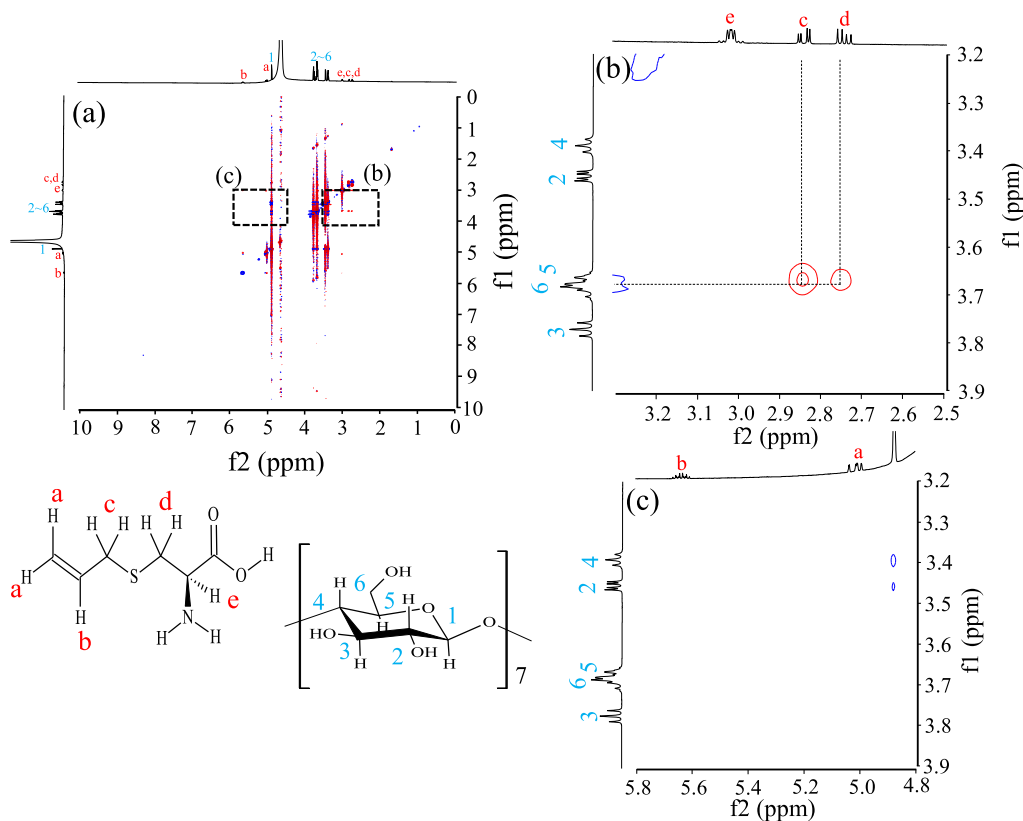 1
2~6
b
a
e,c,d
(a)
c,d
e
2~6
1
a
b
(c)
(b)
0
1
2
3
4
5
6
7
8
9
10
f1 (ppm)
10 9 8 7 6 5 4 3 2 1 0
f2 (ppm)
e c d
(b)
4
2
5
6
3
3.2
3.3
3.4
3.5
3.6
3.7
3.8
3.9
f1 (ppm)
3.2 3.1 3.0 2.9 2.8 2.7 2.6 2.5
f2 (ppm)
b a
(c)
4
2
5
6
3
3.2
3.3
3.4
3.5
3.6
3.7
3.8
3.9
f1 (ppm)
5.8 5.6 5.4 5.2 5.0 4.8
f2 (ppm)
a c d
H H H H H O
H
a H S OH
H H e
b N
H H
6 OH
H 5 H O 1
4
HO H O
3 H 2 OH H
7